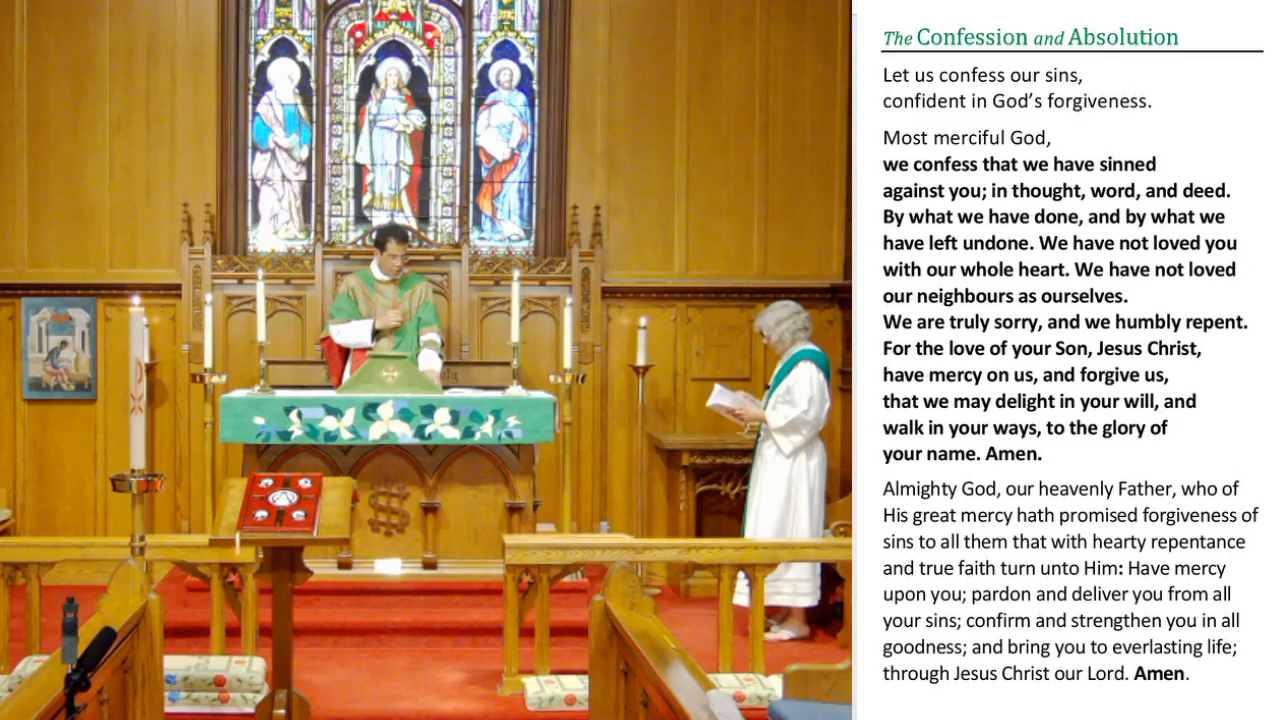 The Confession and Absolution
Let us confess our sins,
confident in God’s forgiveness.
Most merciful God,
we confess that we have sinned
against you; in thought, word, and deed.
By what we have done, and by what we
have left undone. We have not loved you
with our whole heart. We have not loved
our neighbours as ourselves.
We are truly sorry, and we humbly repent.
For the love of your Son, Jesus Christ,
have mercy on us, and forgive us,
that we may delight in your will, and
walk in your ways, to the glory of
your name. Amen.
Almighty God, our heavenly Father, who of
His great mercy hath promised forgiveness of
sins to all them that with hearty repentance
and true faith turn unto Him: Have mercy
upon you; pardon and deliver you from all
your sins; confirm and strengthen you in all
goodness; and bring you to everlasting life;
through Jesus Christ our Lord. Amen.